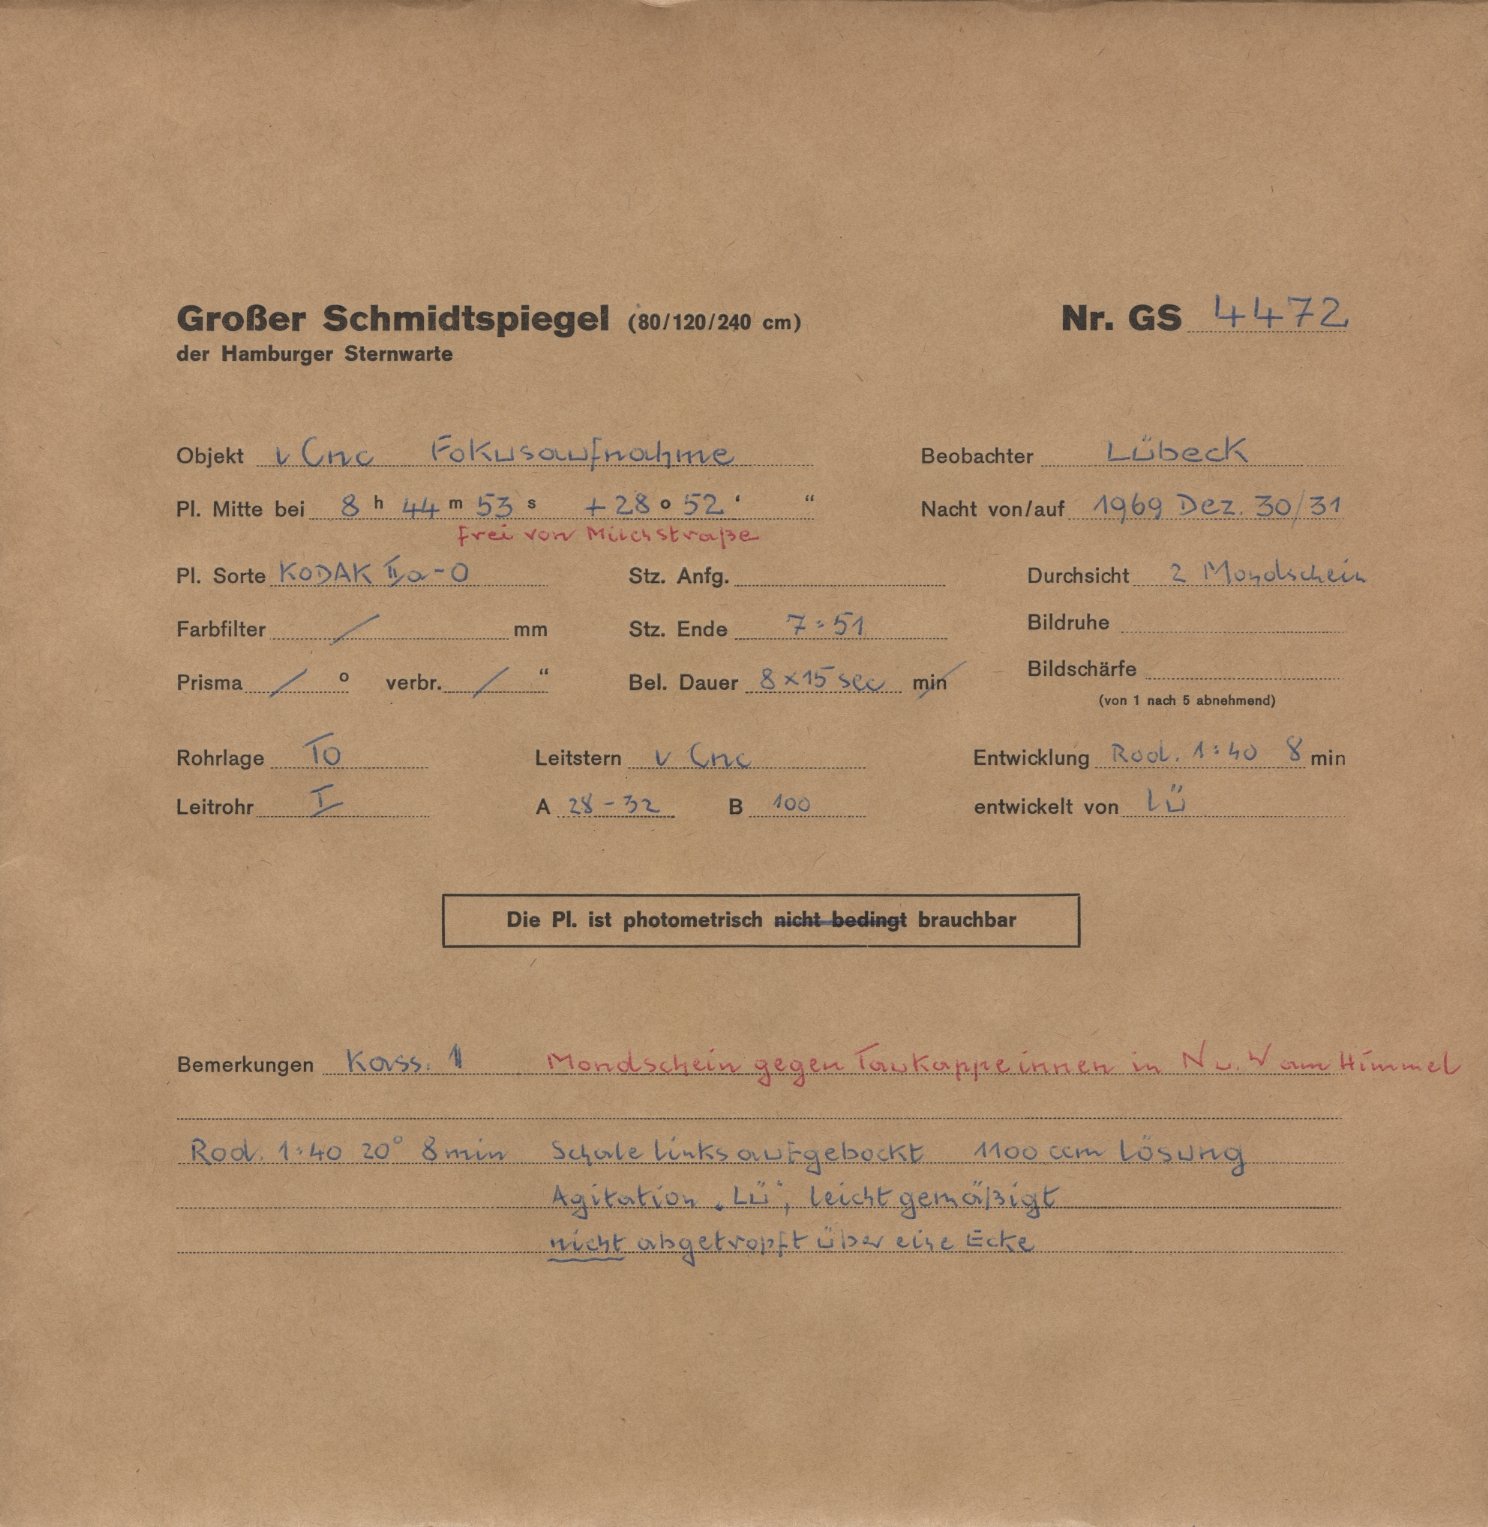 Großer Schmidtspiegel (80/120/240 cm) Nr. GS 4472
der Hamburger Sternwarte
Objekt ν Cnc Fokusaufnahme Beobachter Lübeck
Pl. Mitte bei 8 h 44 m 53 s + 28 o 52 ' " Nacht von/auf 1969 Dez. 30/31
frei von Milchstraße
Pl. Sorte KODAK IIa-O Stz. Anfg. Durchsicht 2 Mondschein
Farbfilter / mm Stz. Ende 7:51 Bildruhe
Prisma / o verbr. / " Bel. Dauer 8×15 sec min Bildschärfe
(von 1 nach 5 abnehmend)
Rohrlage TO Leitstern ν Cnc Entwicklung Rod. 1:40 8 min
Leitrohr I A 28-32 B 100 entwickelt von Lü
Die Pl. ist photometrisch nicht bedingt brauchbar
Bemerkungen Kass. 1 Mondschein gegen Taukappe innen in N u. W am Himmel
Rod. 1:40 20° 8 min Schale links aufgebockt 1100 ccm Lösung
Agitation „Lü", leicht gemäßigt
nicht abgetropft über eine Ecke